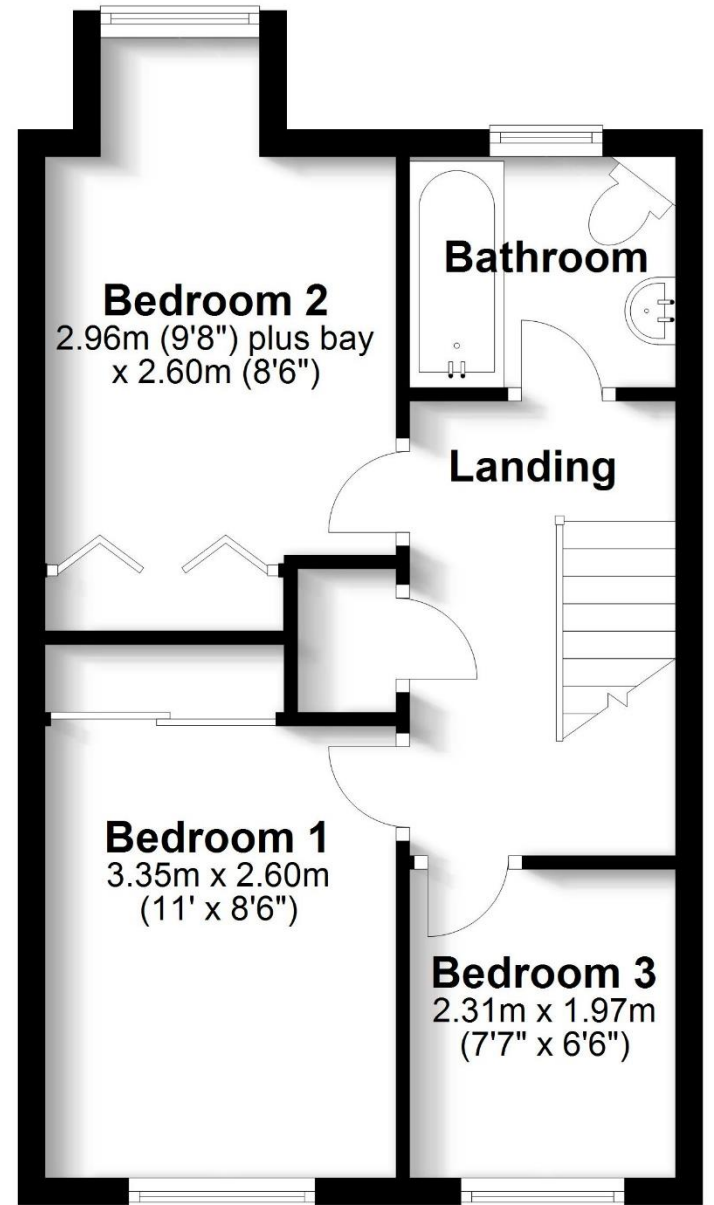 Bedroom 2
2.96m (9'8") plus bay
x 2.60m (8'6")
Bathroom
Landing
Bedroom 1
3.35m x 2.60m
(11' x 8'6")
Bedroom 3
2.31m x 1.97m
(7'7" x 6'6")